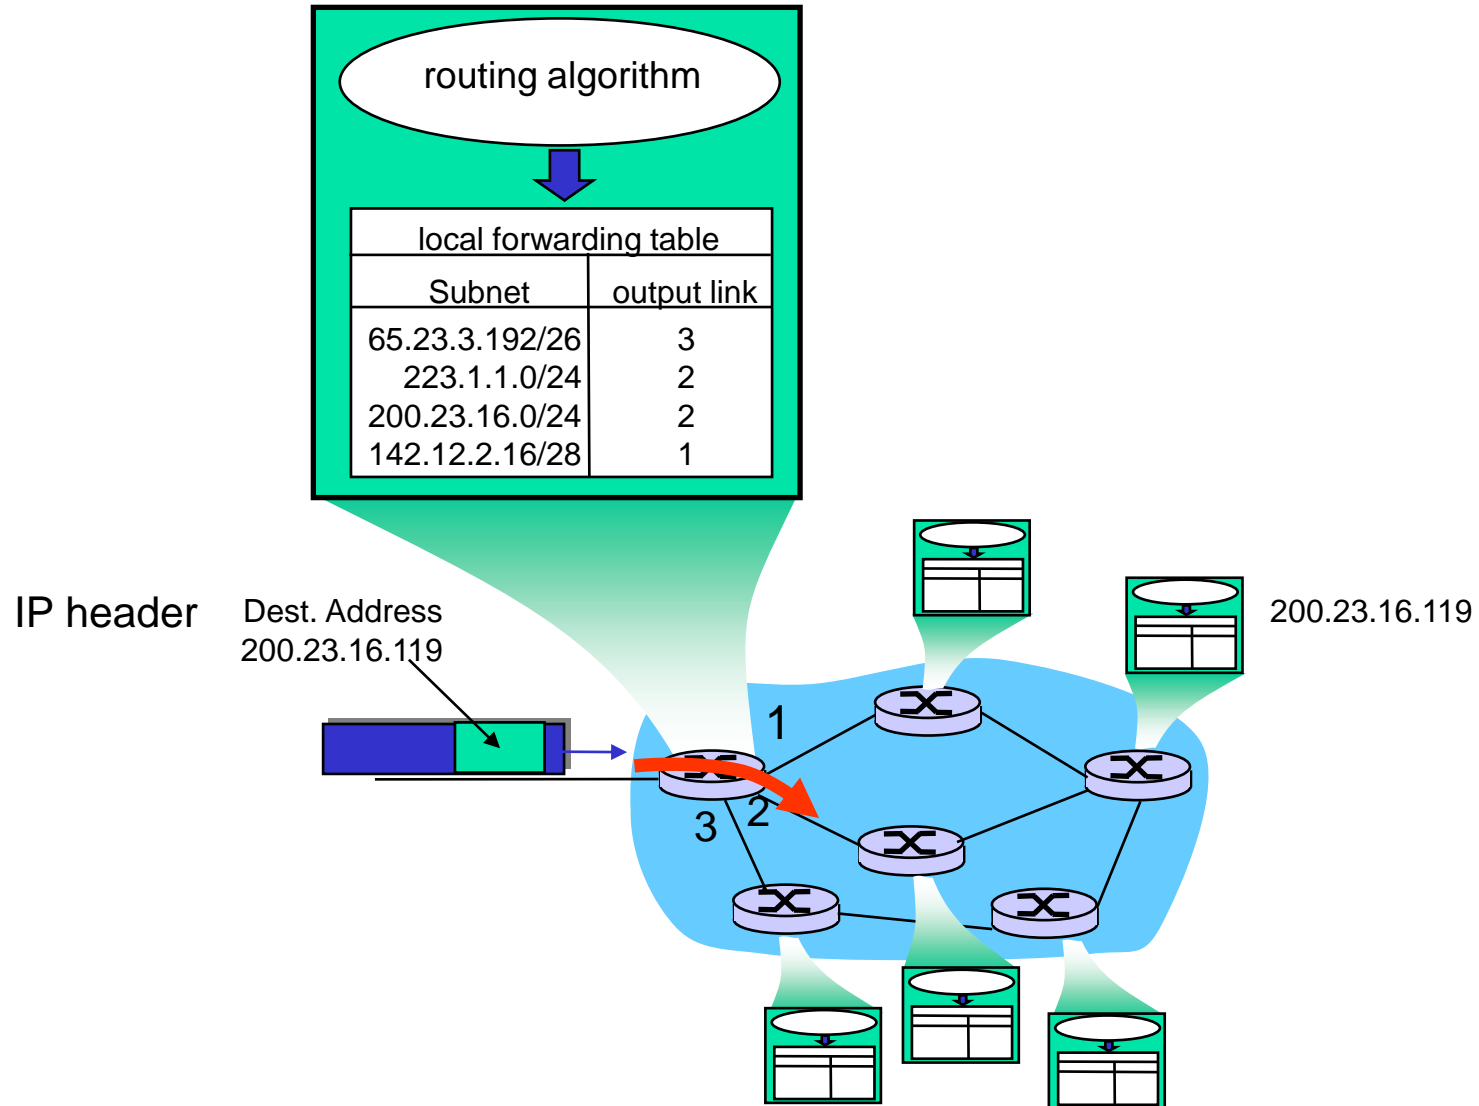 routing algorithm
local forwarding table
Subnet output link
65.23.3.192/26 3
223.1.1.0/24 2
200.23.16.0/24 2
142.12.2.16/28 1
IP header
Dest. Address
200.23.16.119
200.23.16.119
1
2
3